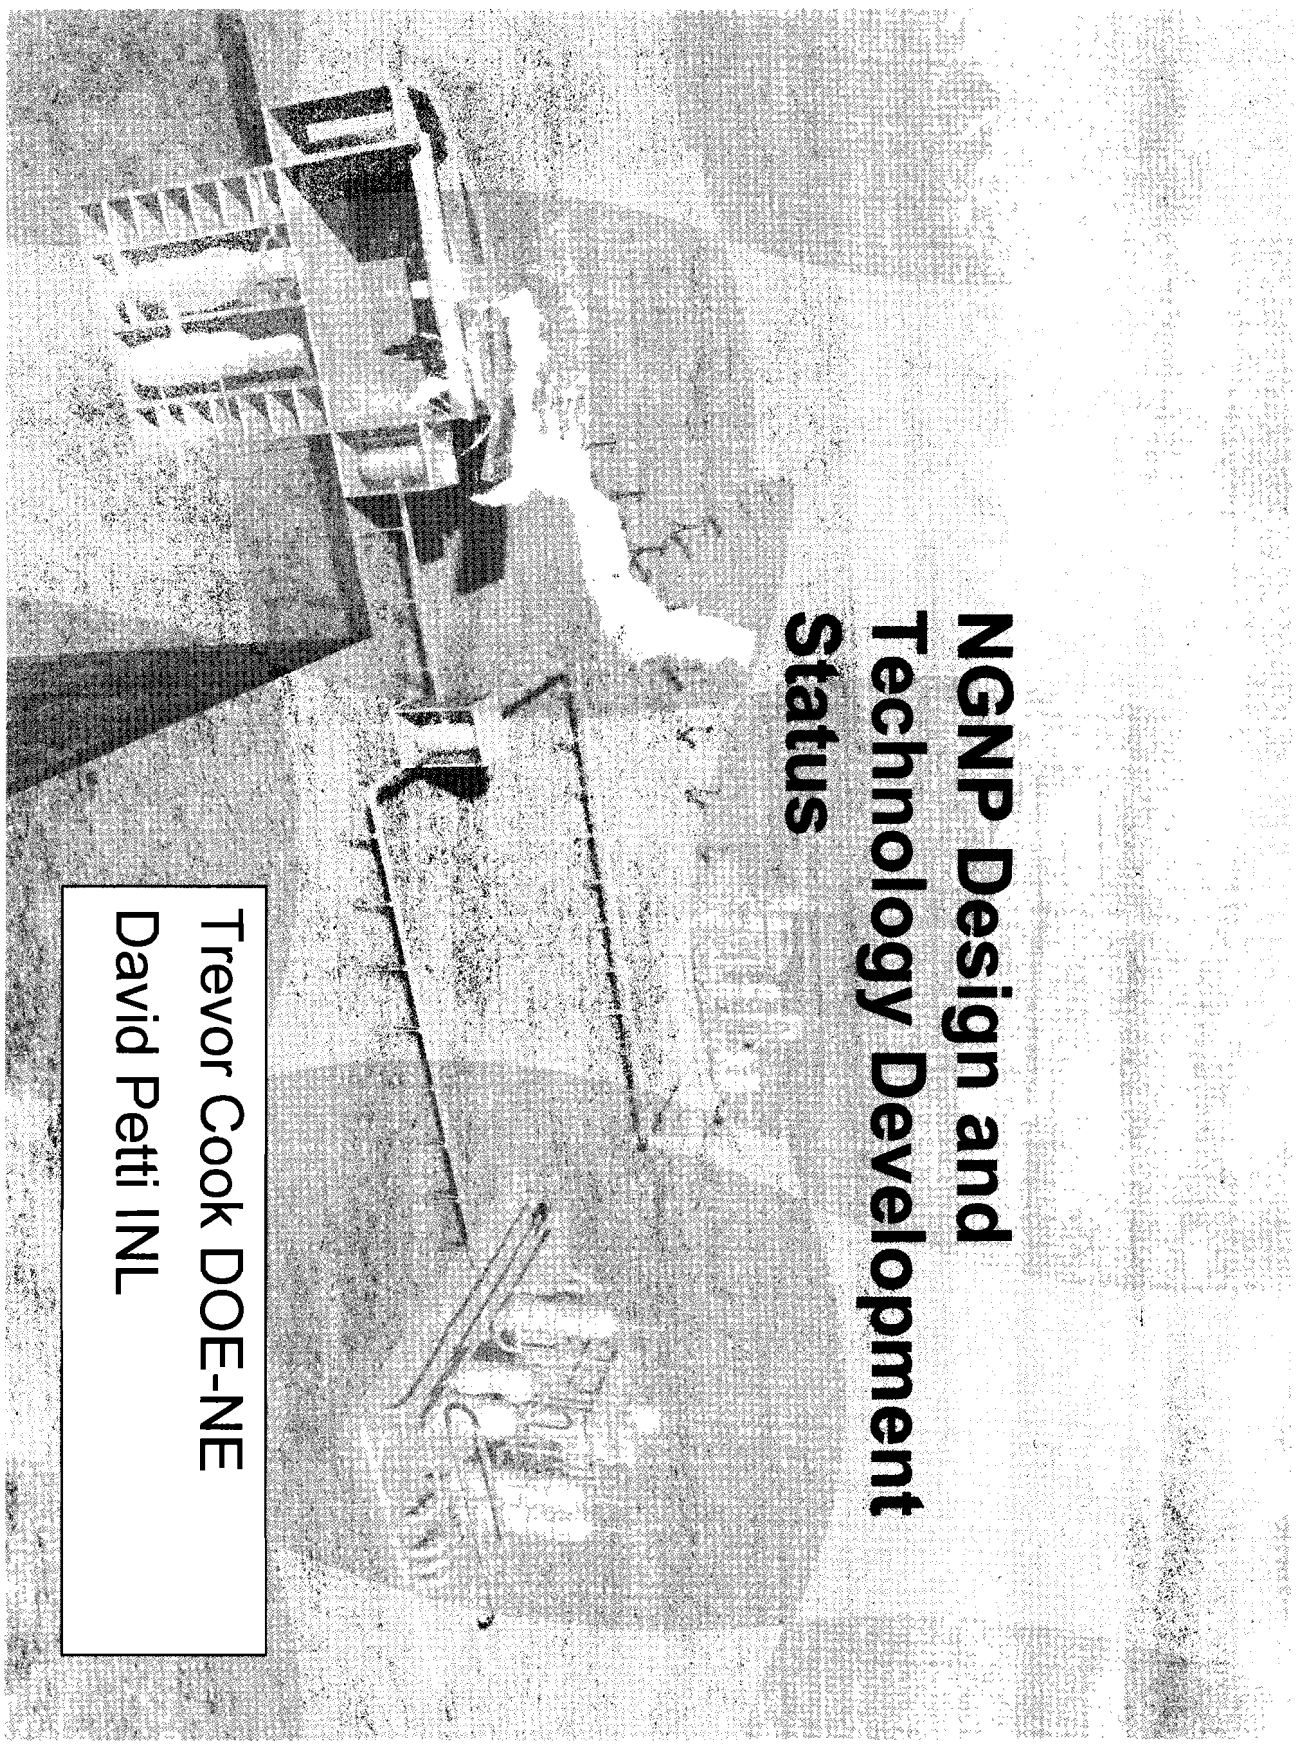 NGNP Design and
Technology Development
Status
Trevor Cook DOE-NE
David Petti INL